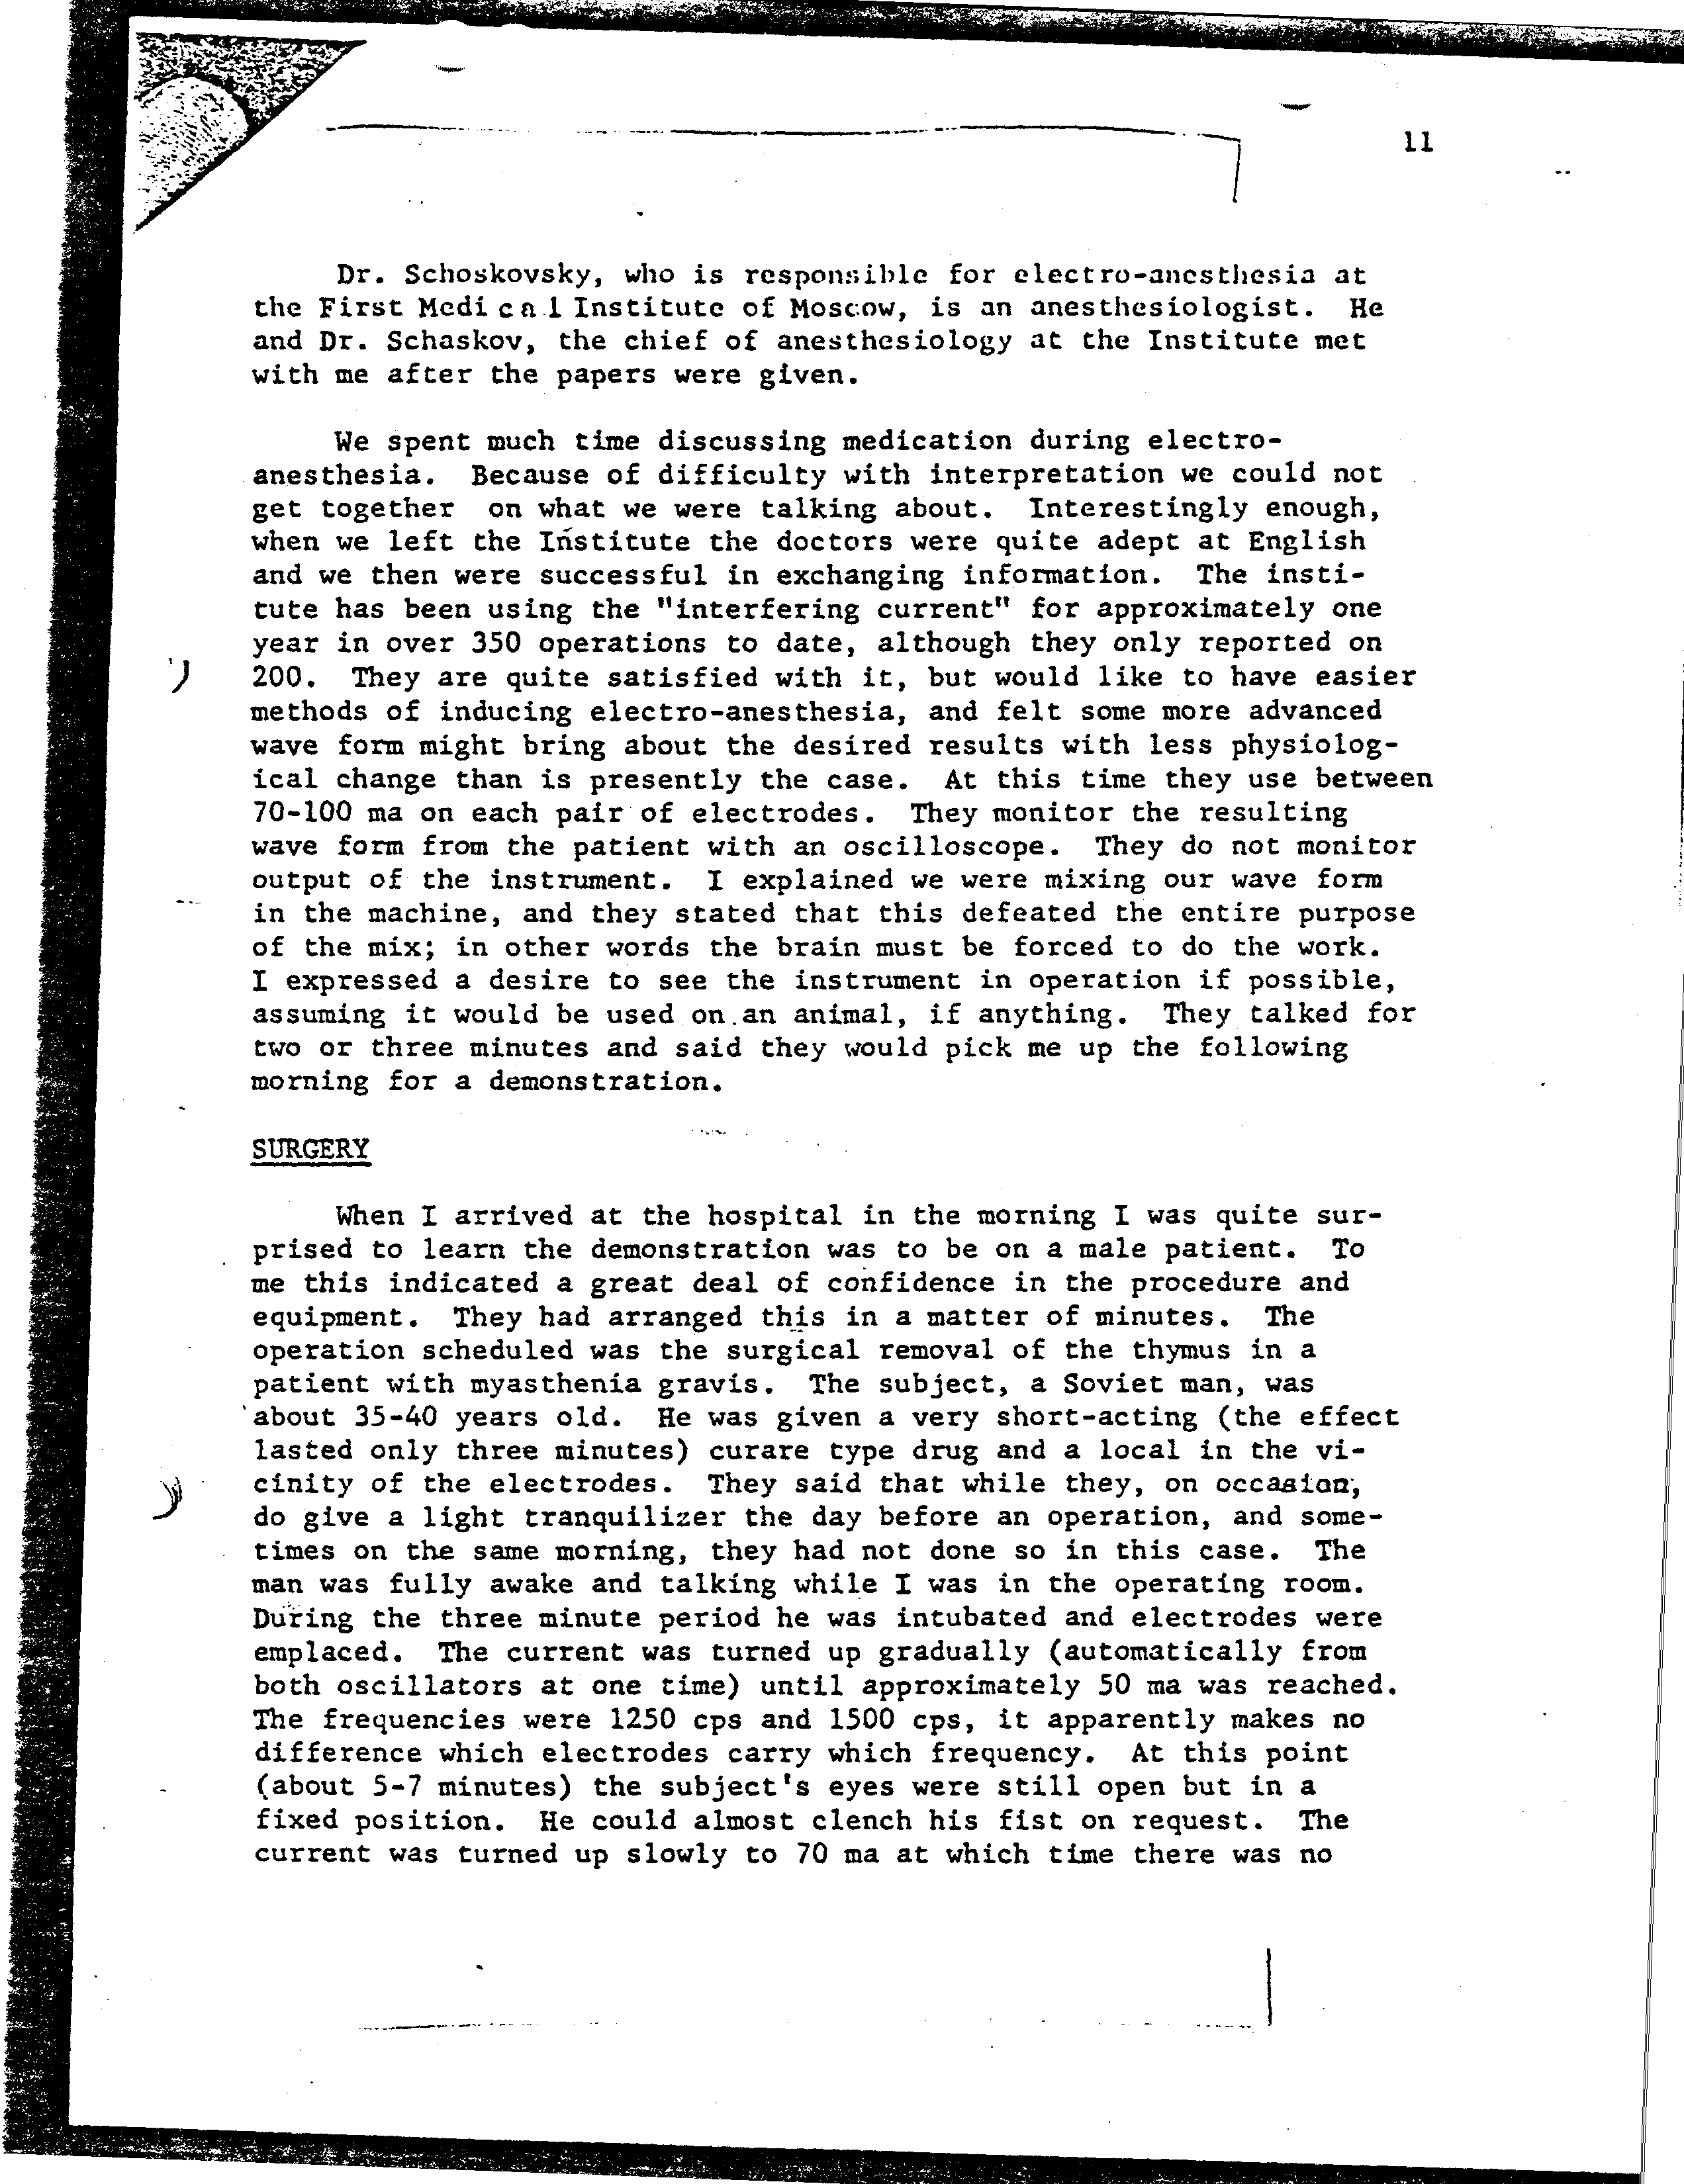 11
Dr. Schoskovsky, who is responsible for electro-anesthesia at
the First Medical Institute of Moscow, is an anesthesiologist. He
and Dr. Schaskov, the chief of anesthesiology at the Institute met
with me after the papers were given.
We spent much time discussing medication during electro-
anesthesia. Because of difficulty with interpretation we could not
get together on what we were talking about. Interestingly enough,
when we left the Institute the doctors were quite adept at English
and we then were successful in exchanging information. The insti-
tute has been using the "interfering current" for approximately one
year in over 350 operations to date, although they only reported on
200. They are quite satisfied with it, but would like to have easier
methods of inducing electro-anesthesia, and felt some more advanced
wave form might bring about the desired results with less physiolog-
ical change than is presently the case. At this time they use between
70-100 ma on each pair of electrodes. They monitor the resulting
wave form from the patient with an oscilloscope. They do not monitor
output of the instrument. I explained we were mixing our wave form
in the machine, and they stated that this defeated the entire purpose
of the mix; in other words the brain must be forced to do the work.
I expressed a desire to see the instrument in operation if possible,
assuming it would be used on an animal, if anything. They talked for
two or three minutes and said they would pick me up the following
morning for a demonstration.
SURGERY
When I arrived at the hospital in the morning I was quite sur-
prised to learn the demonstration was to be on a male patient. To
me this indicated a great deal of confidence in the procedure and
equipment. They had arranged this in a matter of minutes. The
operation scheduled was the surgical removal of the thymus in a
patient with myasthenia gravis. The subject, a Soviet man, was
about 35-40 years old. He was given a very short-acting (the effect
lasted only three minutes) curare type drug and a local in the vi-
cinity of the electrodes. They said that while they, on occasion,
do give a light tranquilizer the day before an operation, and some-
times on the same morning, they had not done so in this case. The
man was fully awake and talking while I was in the operating room.
During the three minute period he was intubated and electrodes were
emplaced. The current was turned up gradually (automatically from
both oscillators at one time) until approximately 50 ma was reached.
The frequencies were 1250 cps and 1500 cps, it apparently makes no
difference which electrodes carry which frequency. At this point
(about 5-7 minutes) the subject's eyes were still open but in a
fixed position. He could almost clench his fist on request. The
current was turned up slowly to 70 ma at which time there was no